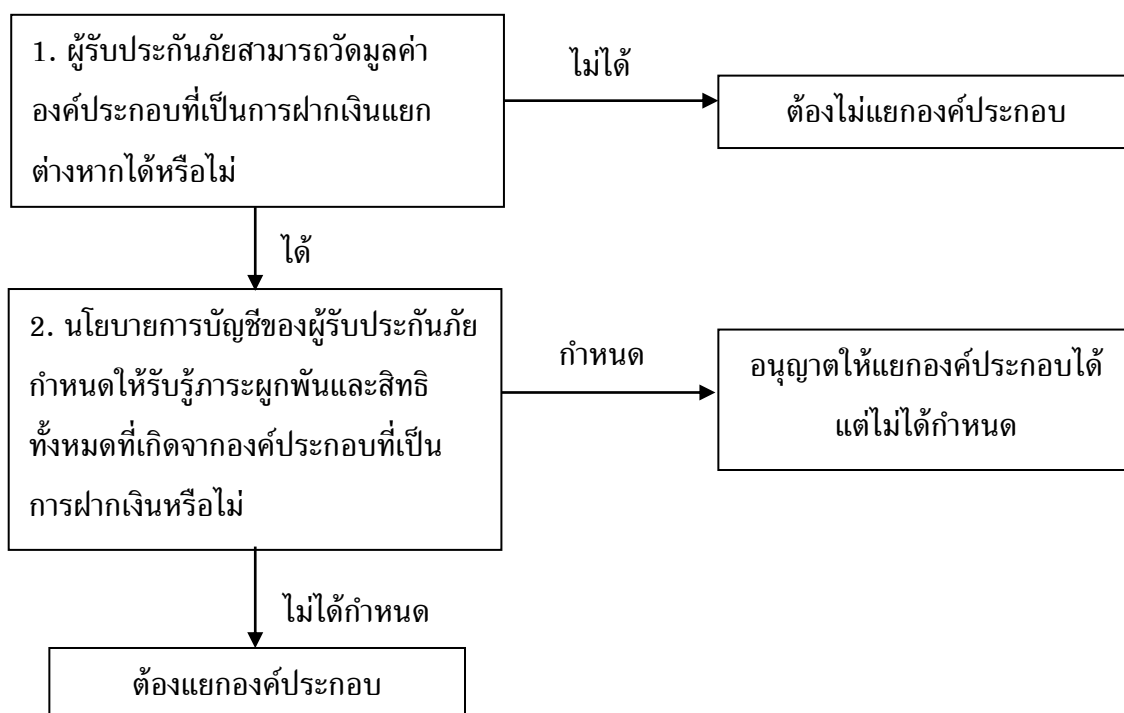 1. ผู้รับประกันภัยสามารถวัดมูลค่า
องค์ประกอบที่เป็นการฝากเงินแยก
ต่างหากได้หรือไม่
ไม่ได้
ต้องไม่แยกองค์ประกอบ
ได้
2. นโยบายการบัญชีของผู้รับประกันภัย
กำหนดให้รับรู้ภาระผูกพันและสิทธิ
ทั้งหมดที่เกิดจากองค์ประกอบที่เป็น
การฝากเงินหรือไม่
กำหนด
อนุญาตให้แยกองค์ประกอบได้
แต่ไม่ได้กำหนด
ไม่ได้กำหนด
ต้องแยกองค์ประกอบ